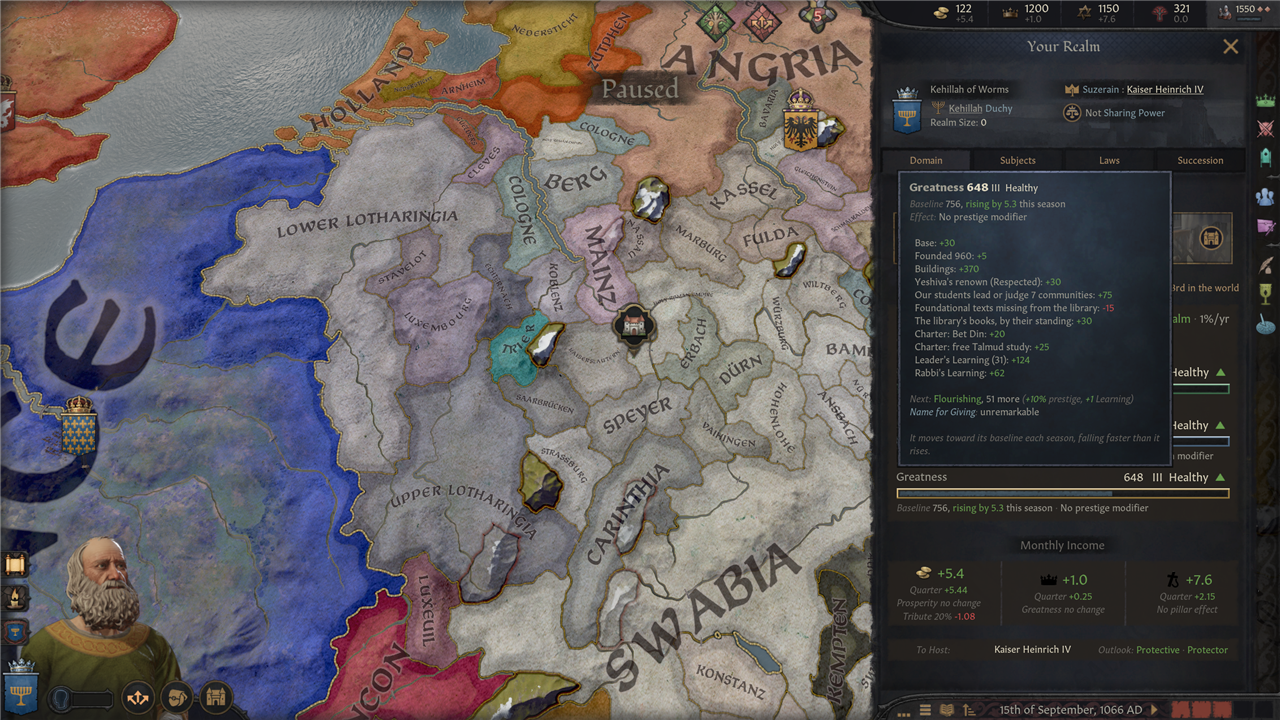 122
+5.4
1200
+1.0
1150
+7.6
321
0.0
1550
5
Your Realm
Kehillah of Worms
Kehillah Duchy
Realm Size: 0
Suzerain : Kaiser Heinrich IV
Not Sharing Power
Domain
Subjects
Laws
Succession
Greatness 648 III Healthy
Baseline 756, rising by 5.3 this season
Effect: No prestige modifier
Base: +30
Founded 960: +5
Buildings: +370
Yeshiva's renown (Respected): +30
Our students lead or judge 7 communities: +75
Foundational texts missing from the library: -15
The library's books, by their standing: +30
Charter: Bet Din: +20
Charter: free Talmud study: +25
Leader's Learning (31): +124
Rabbi's Learning: +62
Next: Flourishing, 51 more (+10% prestige, +1 Learning)
Name for Giving: unremarkable
It moves toward its baseline each season, falling faster than it
rises.
3rd in the world
alm · 1%/yr
Healthy
Healthy
modifier
Greatness
648 III Healthy
Baseline 756, rising by 5.3 this season · No prestige modifier
Monthly Income
+5.4
Quarter +5.44
Prosperity no change
Tribute 20% -1.08
+1.0
Quarter +0.25
Greatness no change
+7.6
Quarter +2.15
No pillar effect
To Host:
Kaiser Heinrich IV
Outlook: Protective · Protector
15th of September, 1066 AD
Paused
NEDERSTICHT
ZUTPHEN
ANGRIA
HOLLAND
ARNHEIM
BAVARIA
COLOGNE
CLEVES
BERG
COLOGNE
KASSEL
GLEICHENSTEIN
LOWER LOTHARINGIA
MAINZ
NASSAU
MARBURG
FULDA
STAVELOT
KOBLENZ
WILTBERG
LUXEMBOURG
TRIER
ERBACH
WÜRZBURG
KAISERSLAUTERN
DÜRN
BAM
SAARBRÜCKEN
SPEYER
HOHENLOHE
ANSBACH
VAIHINGEN
STRASSBURG
UPPER LOTHARINGIA
CARINTHIA
SWABIA
LUXEUIL
KEMPTEN
KONSTANZ
NCON